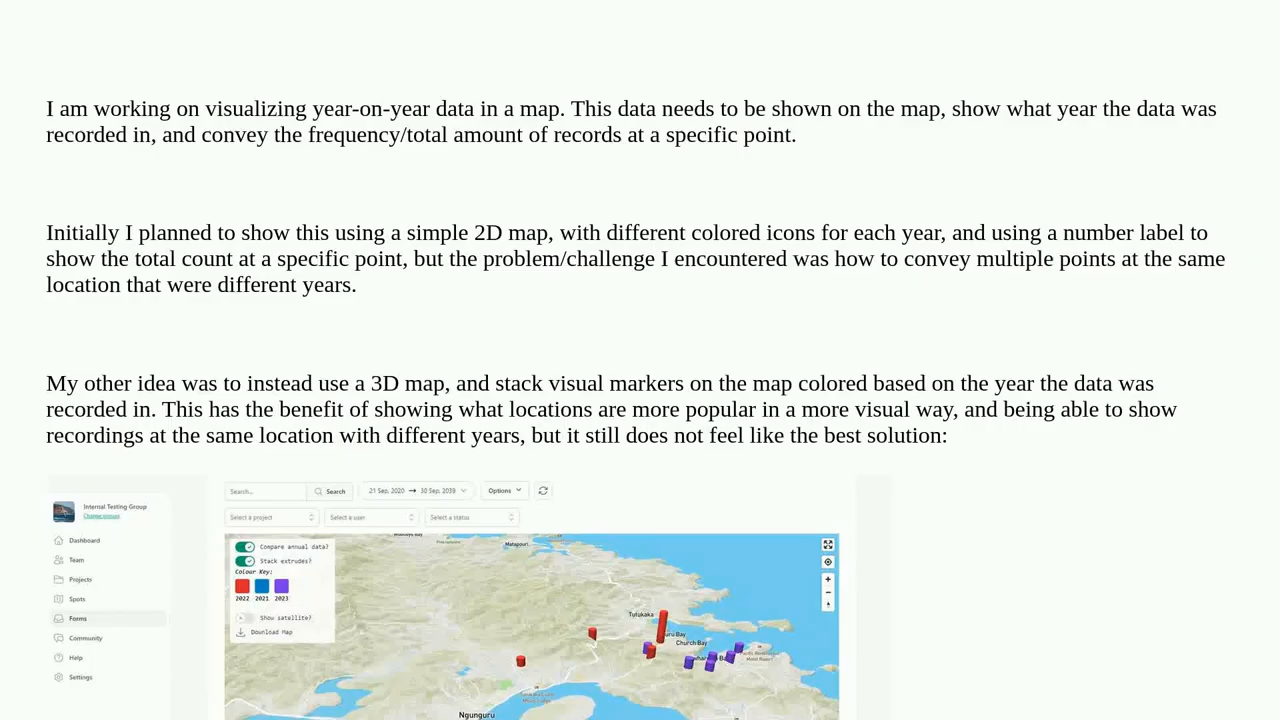 I am working on visualizing year-on-year data in a map. This data needs to be shown on the map, show what year the data was
recorded in, and convey the frequency/total amount of records at a specific point.
Initially I planned to show this using a simple 2D map, with different colored icons for each year, and using a number label to
show the total count at a specific point, but the problem/challenge I encountered was how to convey multiple points at the same
location that were different years.
My other idea was to instead use a 3D map, and stack visual markers on the map colored based on the year the data was
recorded in. This has the benefit of showing what locations are more popular in a more visual way, and being able to show
recordings at the same location with different years, but it still does not feel like the best solution:
Search... Search 21 Sep, 2020 → 30 Sep, 2039 Options
Internal Testing Group
Change groups
Select a project Select a user Select a status
Dashboard
Team
Projects
Spots
Forms
Community
Help
Settings
Compare annual data?
Stack extrudes?
Colour Key:
2022 2021 2023
Show satellite?
Download Map
Matapouri
Tutukaka
Church Bay
Ngunguru